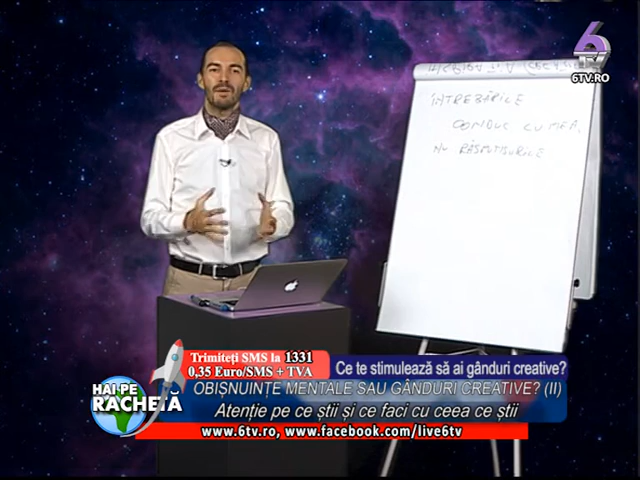 6
TV
6TV.RO
ÎNTREBĂRILE
CONDUC LUMEA,
NU RĂSPUNSURILE
Trimiteți SMS la 1331
0,35 Euro/SMS + TVA
Ce te stimulează să ai gânduri creative?
HAI PE
RACHETĂ
OBIȘNUINȚE MENTALE SAU GÂNDURI CREATIVE? (II)
Atenție pe ce știi și ce faci cu ceea ce știi
www.6tv.ro, www.facebook.com/live6tv